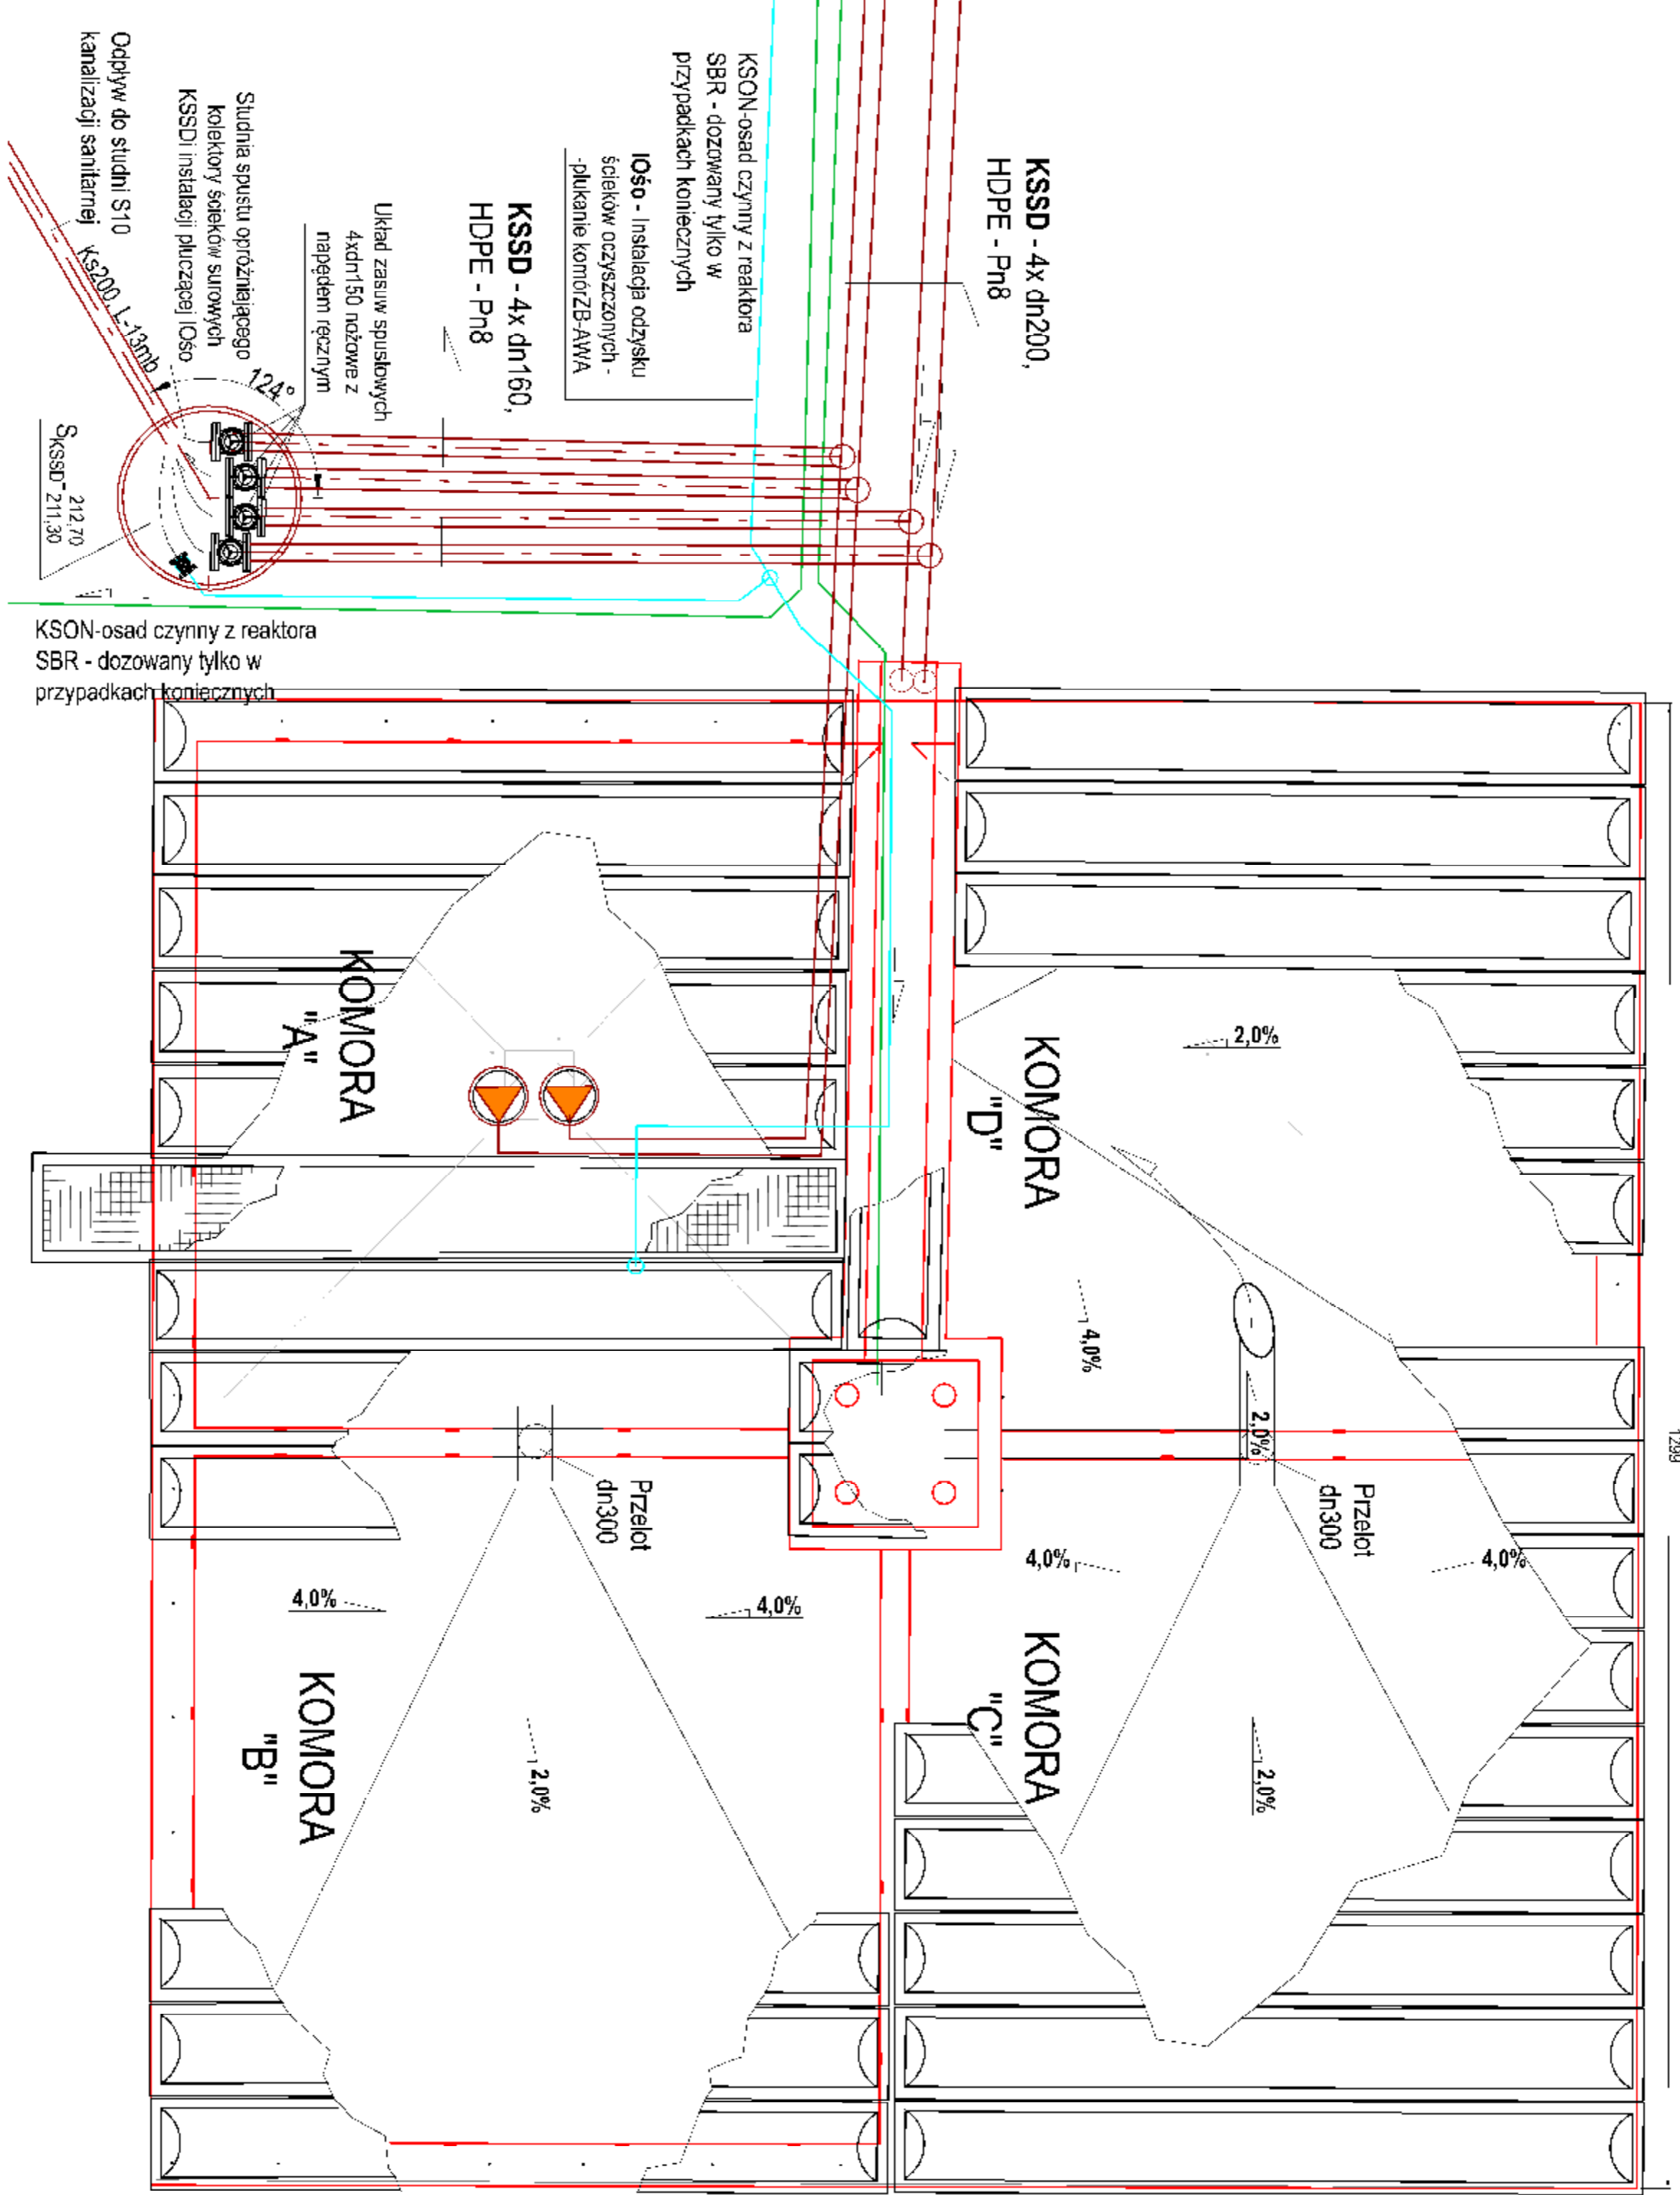 KSSD - 4x dn200,
HDPE - Pn8
KSON-osad czynny z reaktora
SBR - dozowany tylko w
przypadkach koniecznych
IOśo - Instalacja odzysku
ścieków oczyszczonych -
-płukanie komórZB-AWA
KSSD - 4x dn160,
HDPE - Pn8
Układ zasuw spustowych
4xdn150 nożowe z
napędem ręcznym
Studnia spustu opróżniającego
kolektory ścieków surowych
KSSDi instalacji płuczącej IOśo
Odpływ do studni S10
kanalizacji sanitarnej
Ks200 L-13mb
124°
SKSSD- 212,70
211,30
KSON-osad czynny z reaktora
SBR - dozowany tylko w
przypadkach koniecznych
KOMORA
"A"
KOMORA
"D"
2,0%
4,0%
2,0%
Przelot
dn300
Przelot
dn300
4,0%
4,0%
4,0%
4,0%
KOMORA
"C"
2,0%
KOMORA
"B"
2,0%
1299